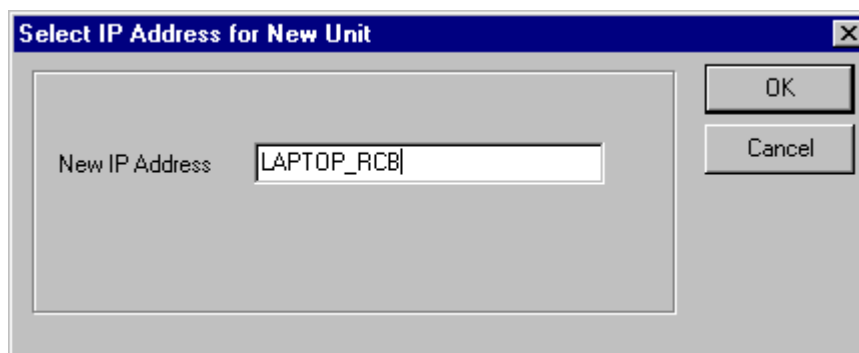 Select IP Address for New Unit
OK
New IP Address LAPTOP_RCB
Cancel